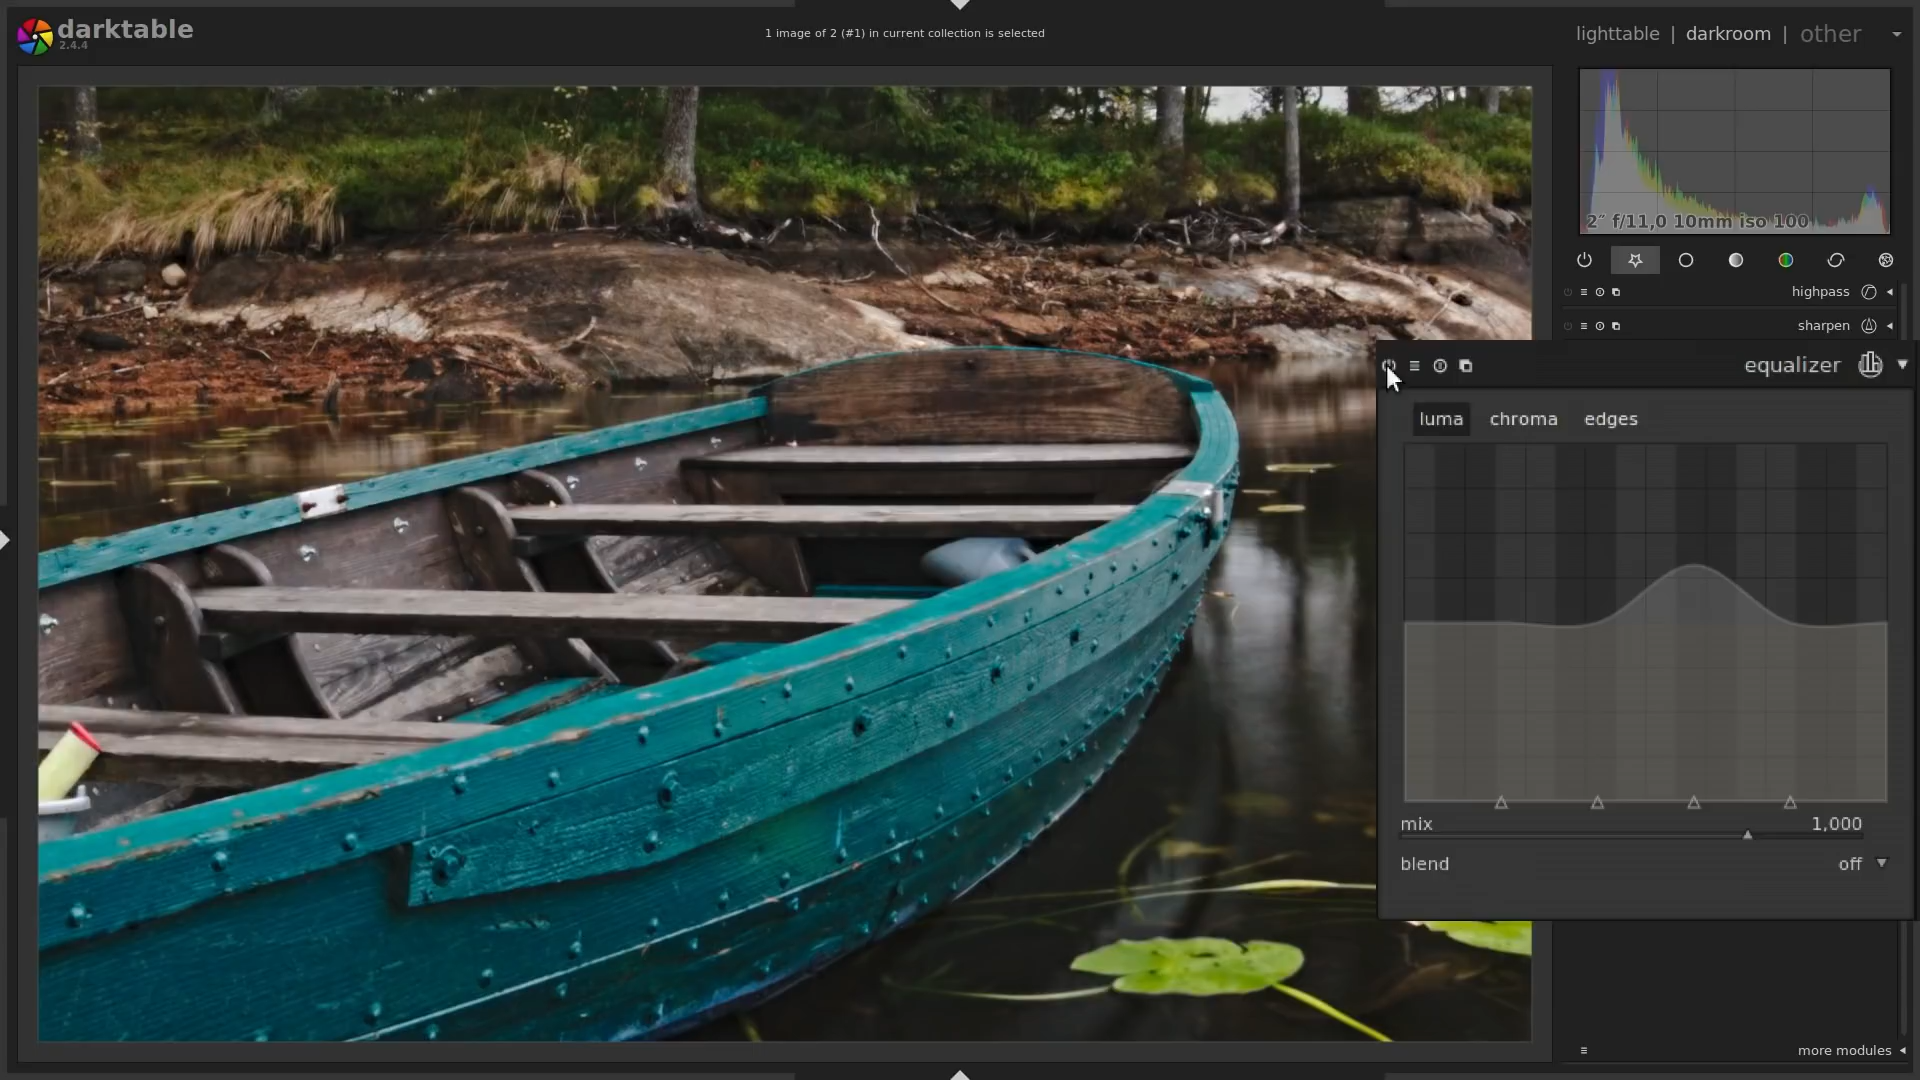 darktable
2.4.4
1 image of 2 (#1) in current collection is selected
lighttable | darkroom | other
2" f/11,0 10mm iso 100
highpass
sharpen
equalizer
luma chroma edges
mix 1,000
blend off
more modules